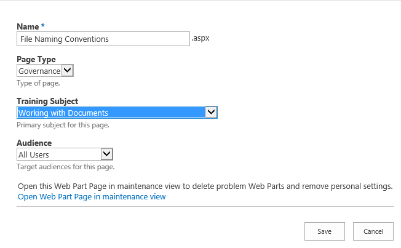 Name *
File Naming Conventions .aspx
Page Type
Governance
Type of page.
Training Subject
Working with Documents
Primary subject for this page.
Audience
All Users
Target audiences for this page.
Open this Web Part Page in maintenance view to delete problem Web Parts and remove personal settings.
Open Web Part Page in maintenance view
Save Cancel